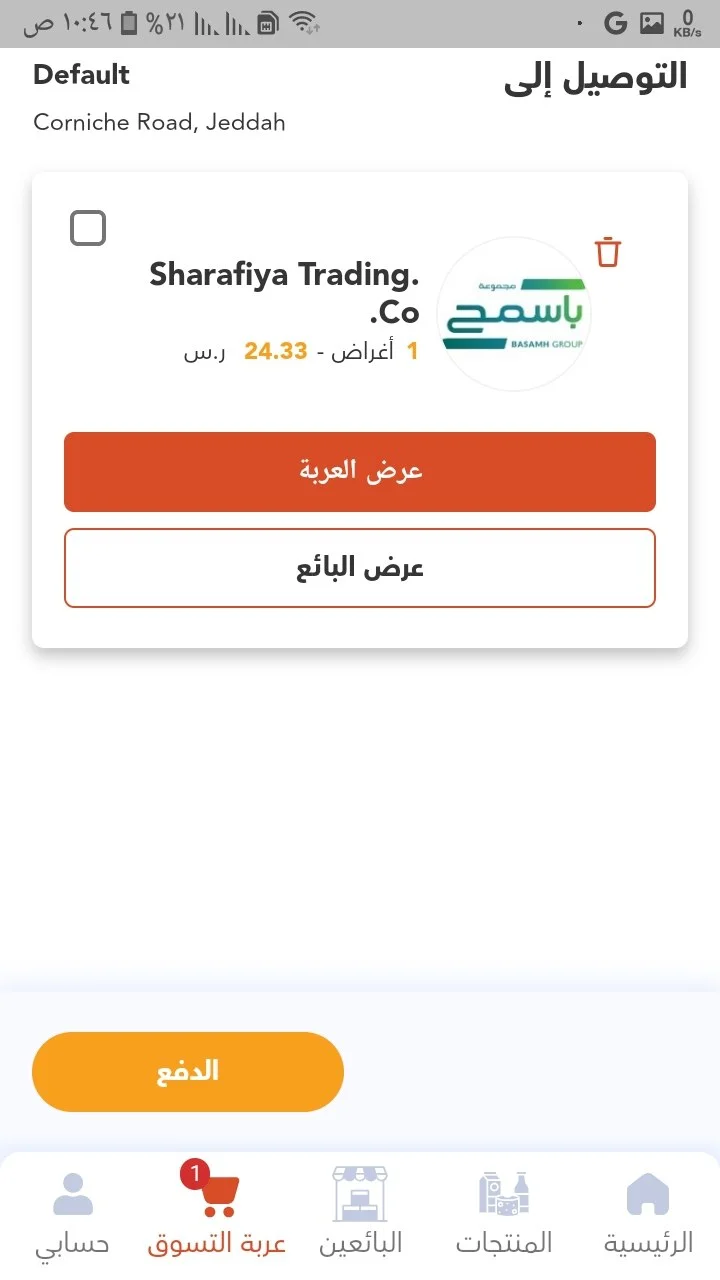 ١٠:٤٦ ص
%٢١
G
0
KB/s
التوصيل إلى
Default
Corniche Road, Jeddah
Sharafiya Trading.
.Co
1 أغراض - 24.33 ر.س
مجموعة
باسمح
BASAMH GROUP
عرض العربة
عرض البائع
الدفع
1
الرئيسية
المنتجات
البائعين
عربة التسوق
حسابي